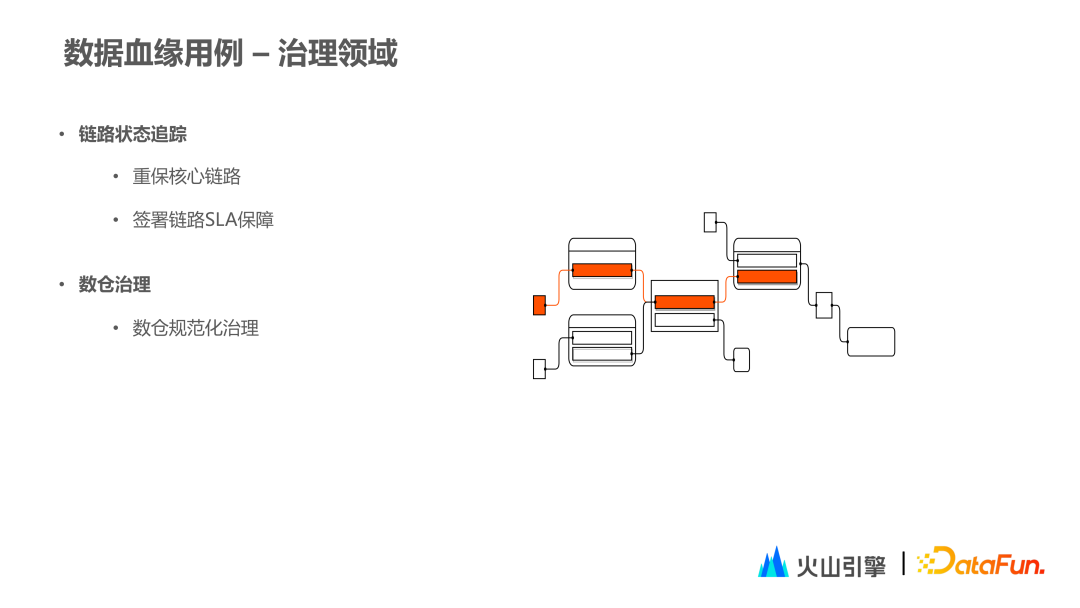 数据血缘用例 – 治理领域
• 链路状态追踪
• 重保核心链路
• 签署链路SLA保障
• 数仓治理
• 数仓规范化治理
火山引擎 | DataFun.